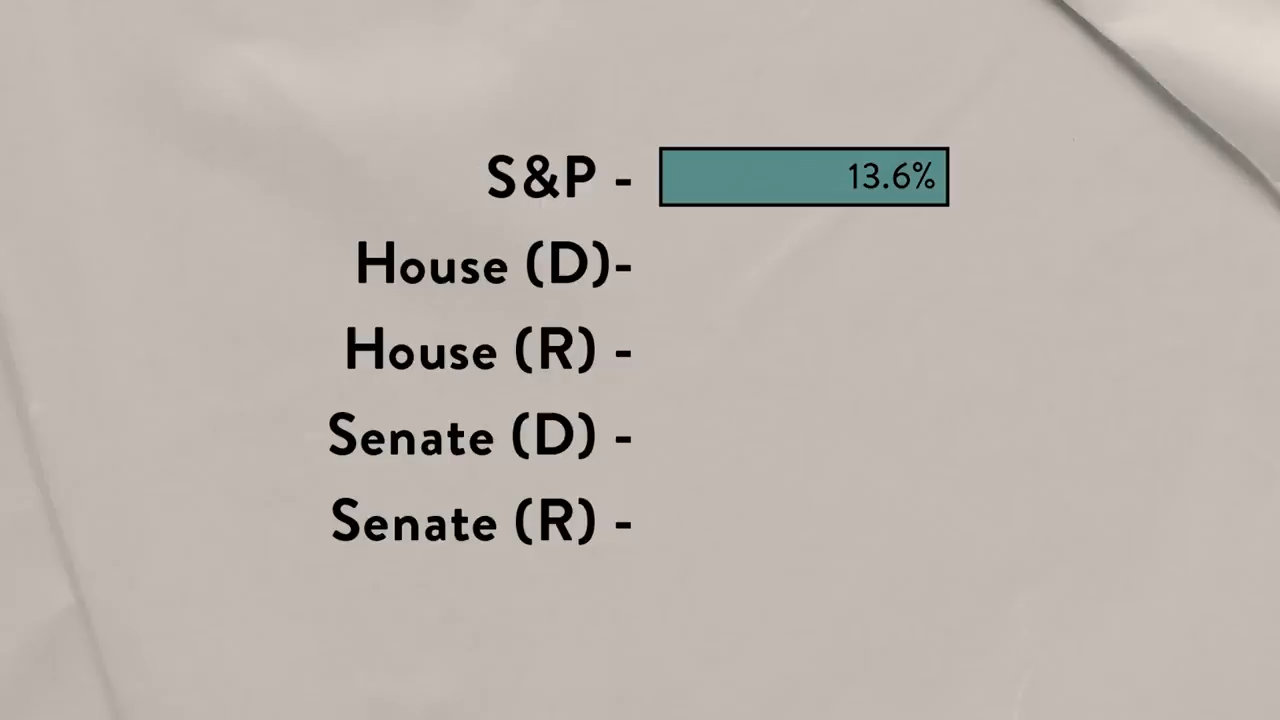 S&P - 13.6%
House (D)-
House (R) -
Senate (D) -
Senate (R) -